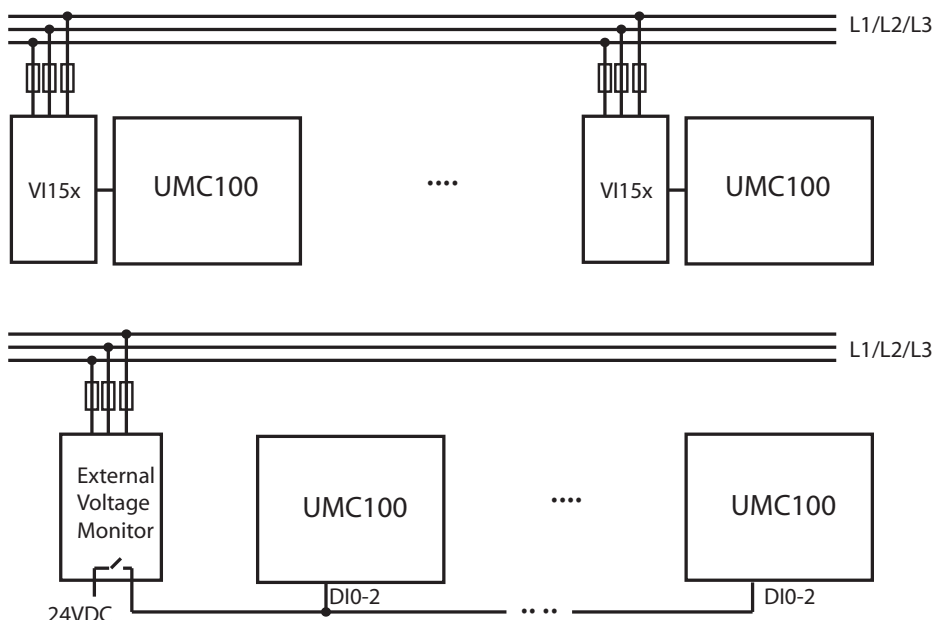 L1/L2/L3
VI15x
UMC100
....
VI15x
UMC100
L1/L2/L3
External
Voltage
Monitor
24VDC
UMC100
DI0-2
....
.. ..
UMC100
DI0-2